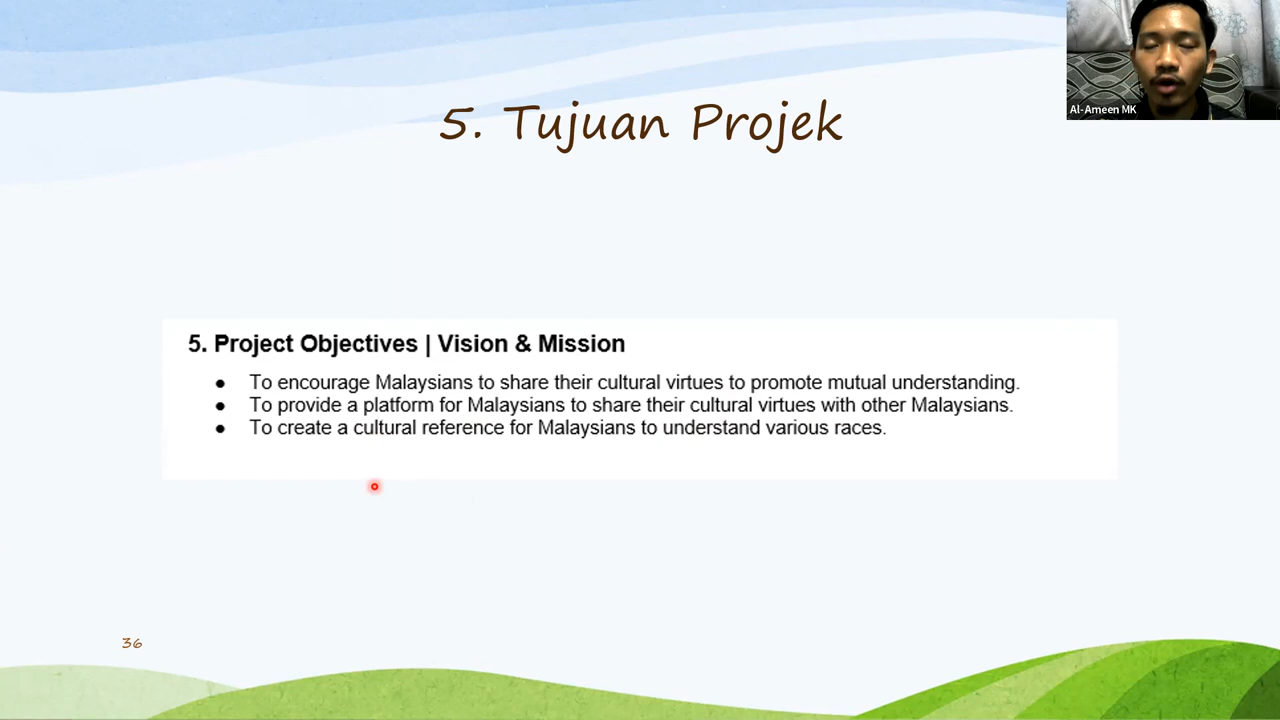 Al-Ameen MK
5. Tujuan Projek
5. Project Objectives | Vision & Mission
● To encourage Malaysians to share their cultural virtues to promote mutual understanding.
● To provide a platform for Malaysians to share their cultural virtues with other Malaysians.
● To create a cultural reference for Malaysians to understand various races.
36